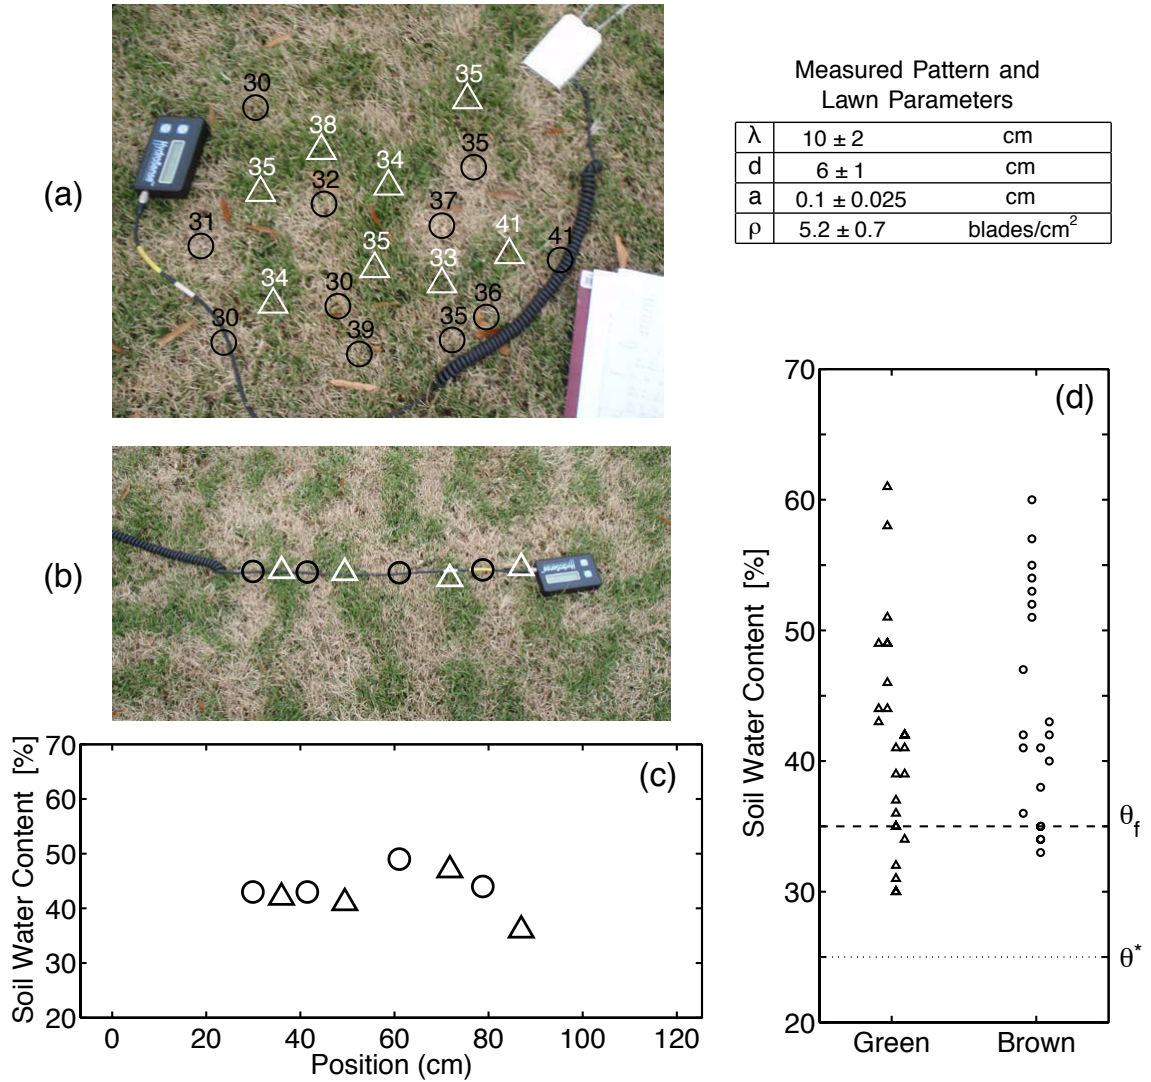 (a)
30
35
38
35
35
34
32
37
31
41
41
35
33
34
30
36
30
39
35
HydroSense
Measured Pattern and
Lawn Parameters
λ 10 ± 2 cm
d 6 ± 1 cm
a 0.1 ± 0.025 cm
ρ 5.2 ± 0.7 blades/cm²
(b)
HydroSense
(c)
Soil Water Content [%]
70
60
50
40
30
20
0 20 40 60 80 100 120
Position (cm)
(d)
Soil Water Content [%]
70
60
50
40
30
20
θf
θ*
Green Brown